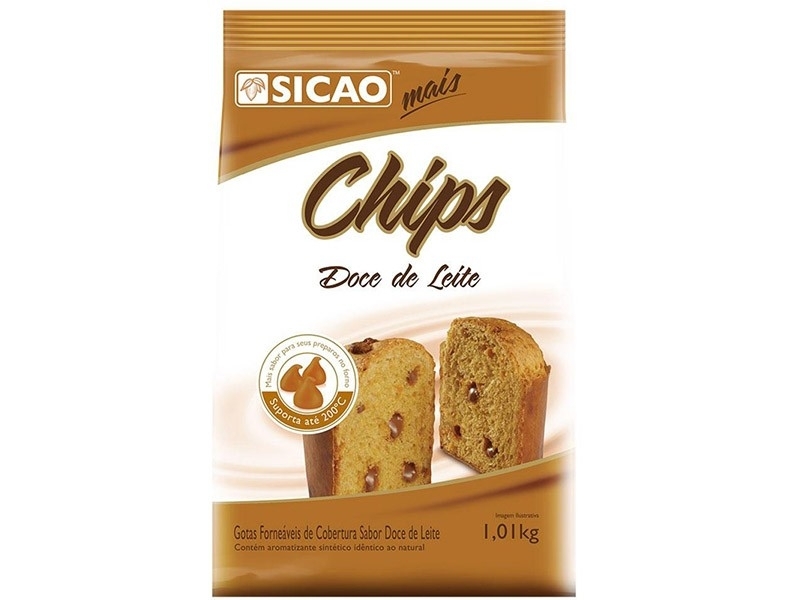 SICAO™
mais
Chips
Doce de Leite
Mais sabor para seus preparos no forno
Suporta até 200°C
Imagem Ilustrativa
Gotas Forneáveis de Cobertura Sabor Doce de Leite
1,01kg
Contém aromatizante sintético idêntico ao natural